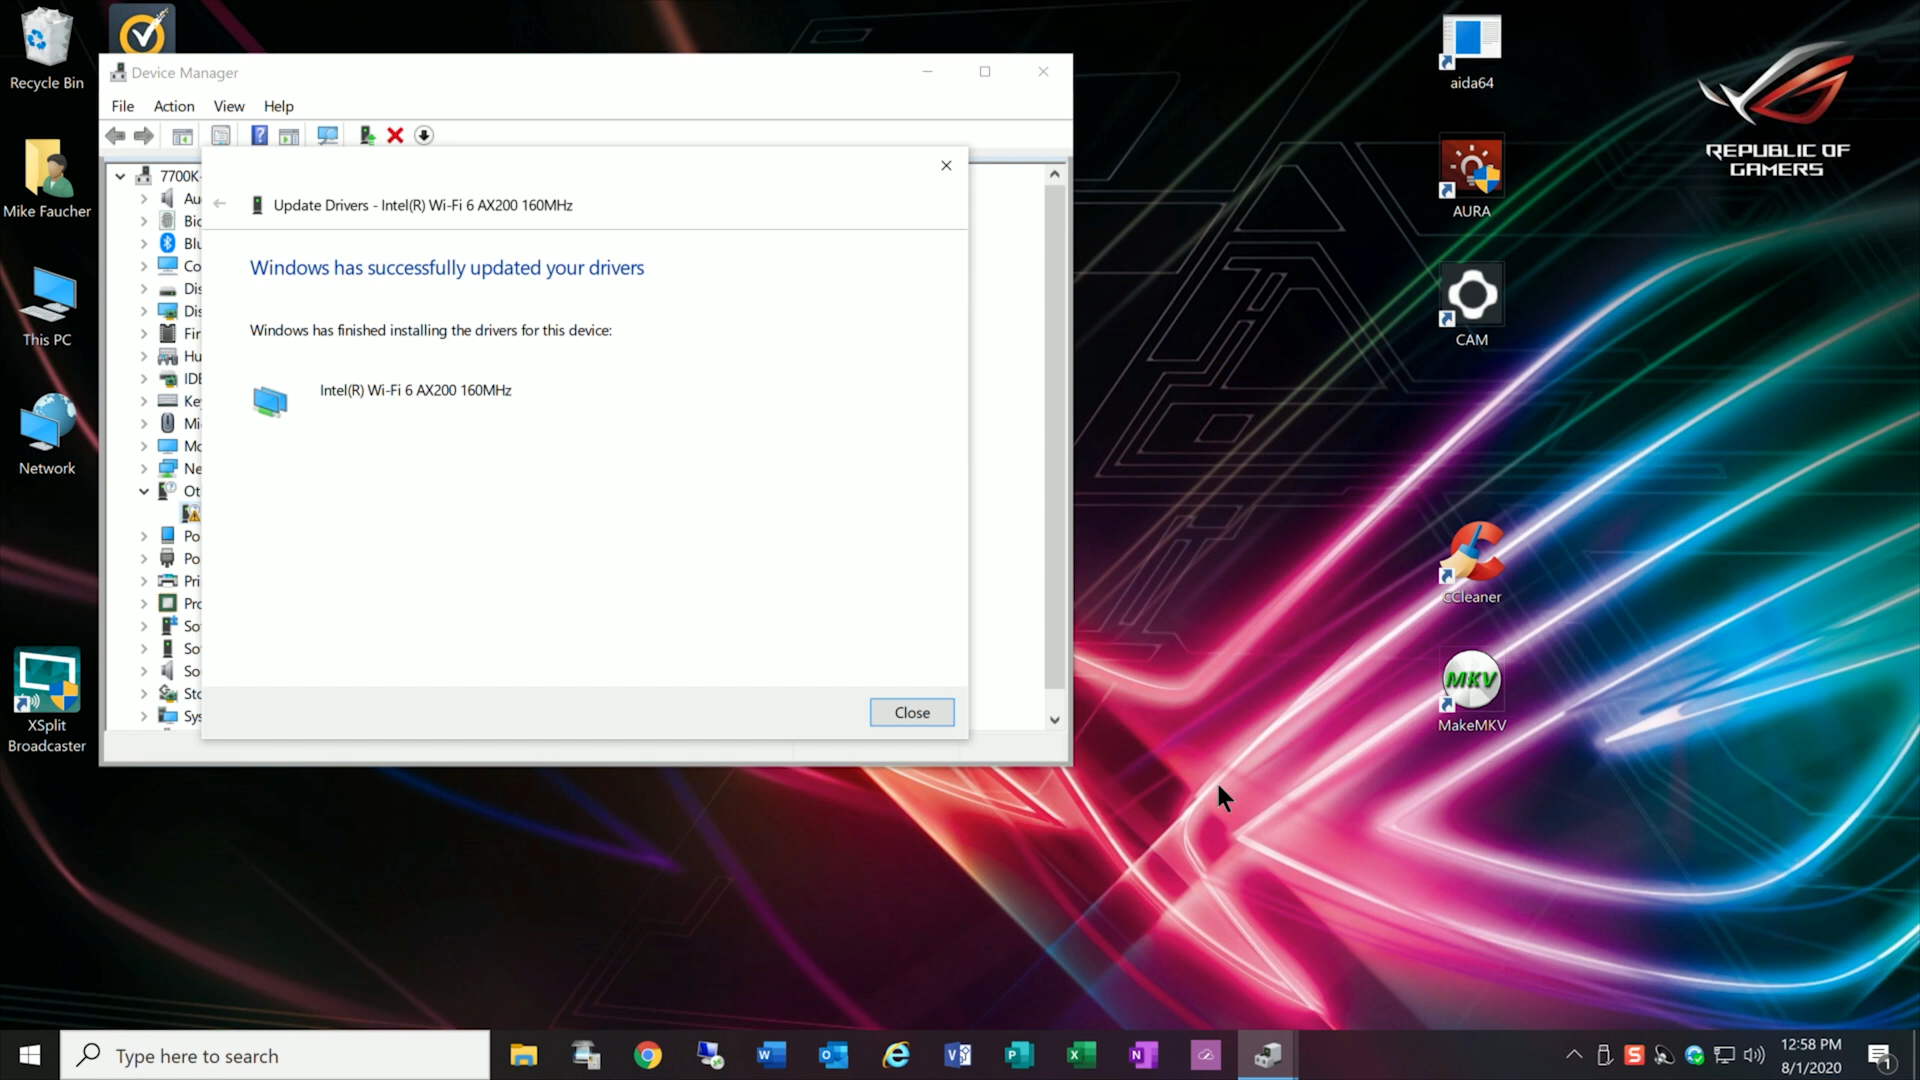 Recycle Bin
Mike Faucher
This PC
Network
XSplit
Broadcaster
Device Manager
File Action View Help
7700K-
Au
Bic
Blu
Co
Dis
Dis
Fir
Hu
IDE
Key
Mi
Mo
Ne
Ot
Po
Po
Pri
Pro
So
So
So
Sto
Sys
Update Drivers - Intel(R) Wi-Fi 6 AX200 160MHz
Windows has successfully updated your drivers
Windows has finished installing the drivers for this device:
Intel(R) Wi-Fi 6 AX200 160MHz
Close
aida64
AURA
CAM
CCleaner
MKV
MakeMKV
REPUBLIC OF
GAMERS
Type here to search
12:58 PM
8/1/2020
1